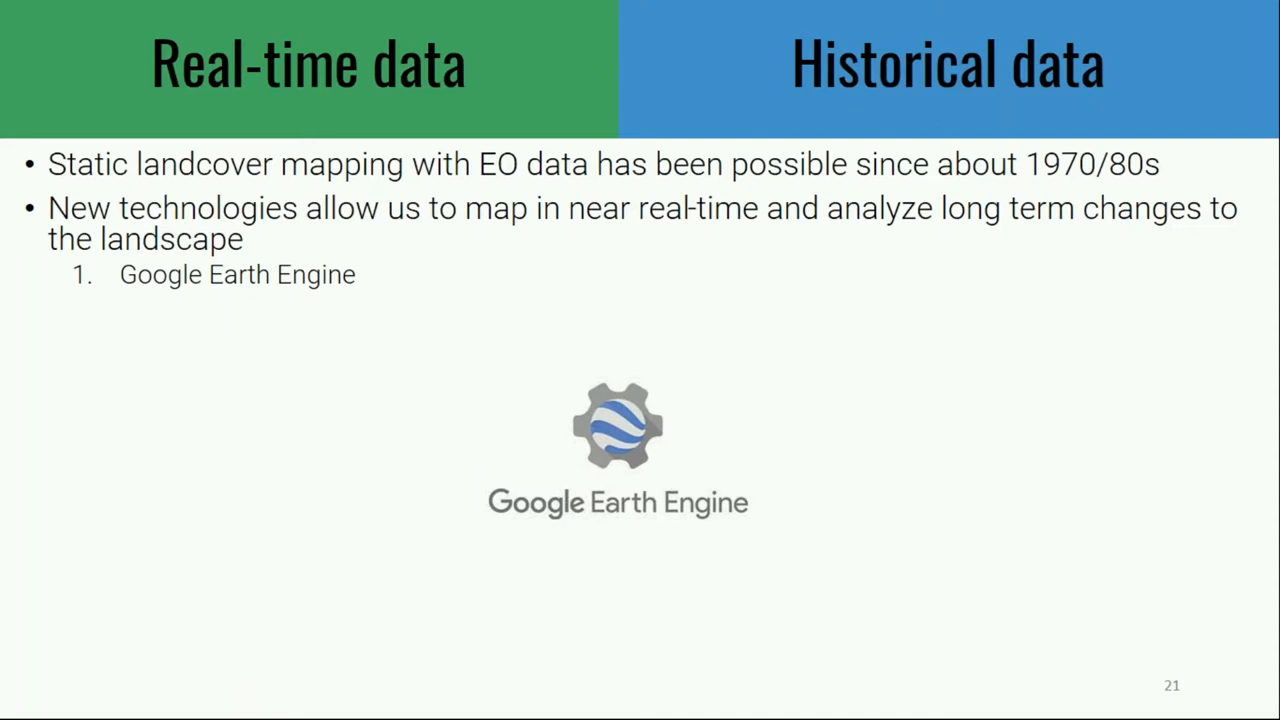 Real-time data
Historical data
• Static landcover mapping with EO data has been possible since about 1970/80s
• New technologies allow us to map in near real-time and analyze long term changes to
the landscape
1. Google Earth Engine
Google Earth Engine
21